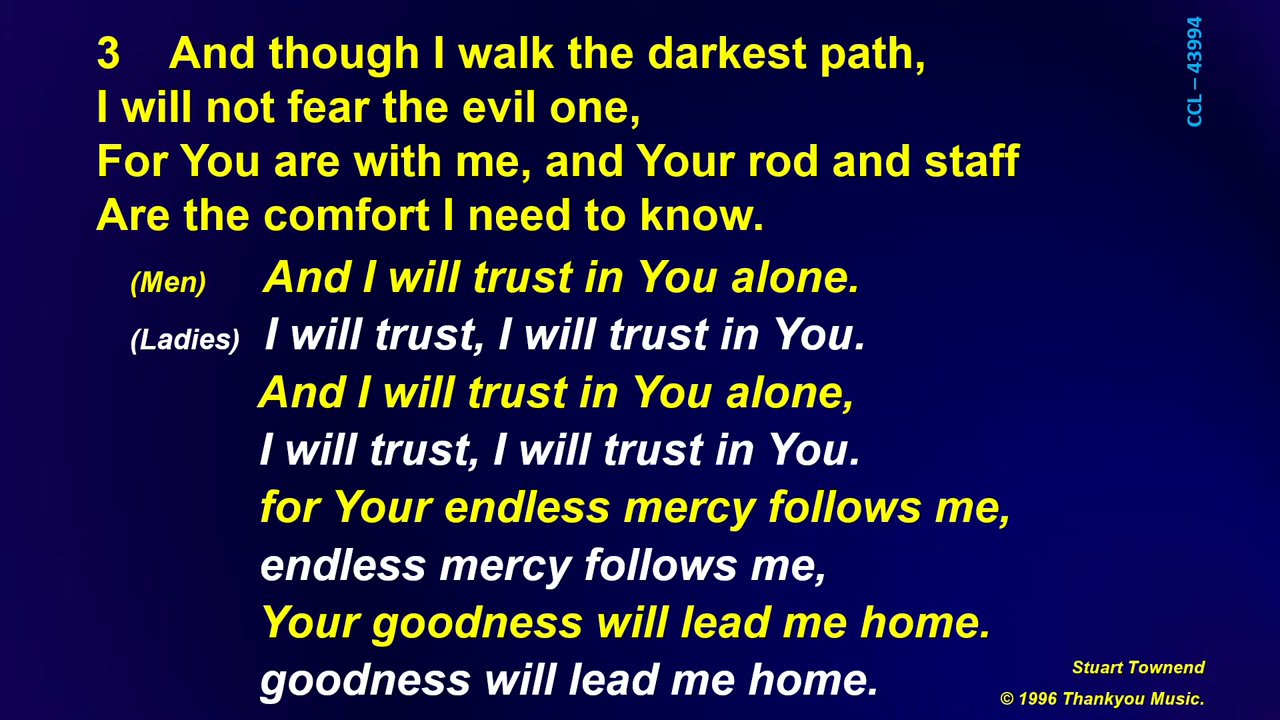 3 And though I walk the darkest path,
I will not fear the evil one,
For You are with me, and Your rod and staff
Are the comfort I need to know.
(Men) And I will trust in You alone.
(Ladies) I will trust, I will trust in You.
And I will trust in You alone,
I will trust, I will trust in You.
for Your endless mercy follows me,
endless mercy follows me,
Your goodness will lead me home.
goodness will lead me home.
CCL – 43994
Stuart Townend
© 1996 Thankyou Music.